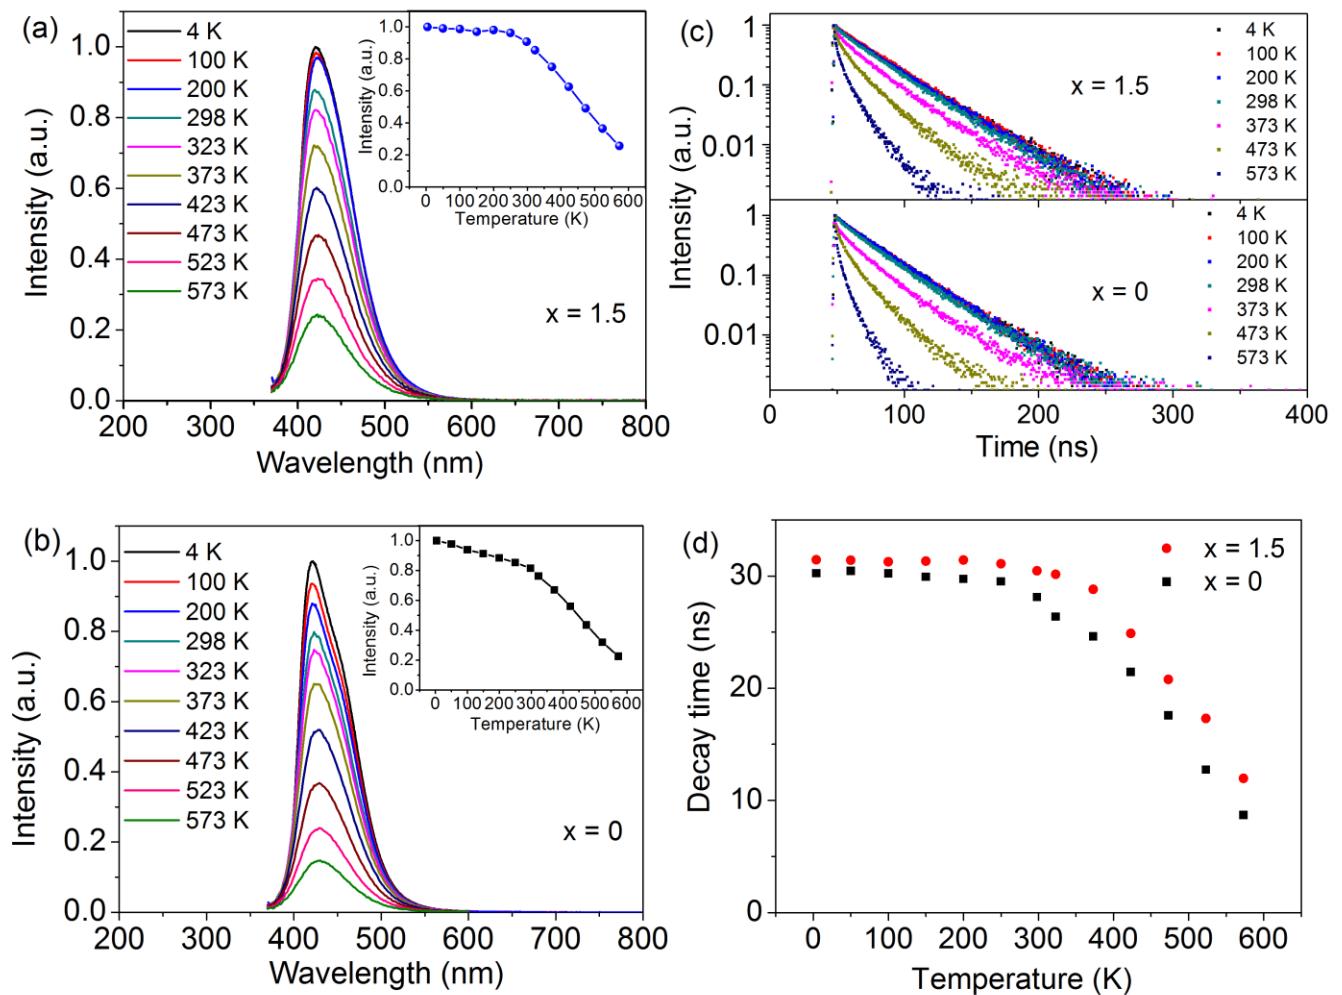 (a)
4 K
100 K
200 K
298 K
323 K
373 K
423 K
473 K
523 K
573 K
x = 1.5
Intensity (a.u.)
1.0
0.8
0.6
0.4
0.2
0.0
200 300 400 500 600 700 800
Wavelength (nm)
Intensity (a.u.)
1.0
0.8
0.6
0.4
0.2
0.0
0 100 200 300 400 500 600
Temperature (K)
(c)
4 K
100 K
200 K
298 K
373 K
473 K
573 K
x = 1.5
1
0.1
0.01
Intensity (a.u.)
4 K
100 K
200 K
298 K
373 K
473 K
573 K
x = 0
1
0.1
0.01
0 100 200 300 400
Time (ns)
(b)
4 K
100 K
200 K
298 K
323 K
373 K
423 K
473 K
523 K
573 K
x = 0
Intensity (a.u.)
1.0
0.8
0.6
0.4
0.2
0.0
200 300 400 500 600 700 800
Wavelength (nm)
Intensity (a.u.)
1.0
0.8
0.6
0.4
0.2
0.0
0 100 200 300 400 500 600
Temperature (K)
(d)
x = 1.5
x = 0
Decay time (ns)
30
20
10
0
0 100 200 300 400 500 600
Temperature (K)